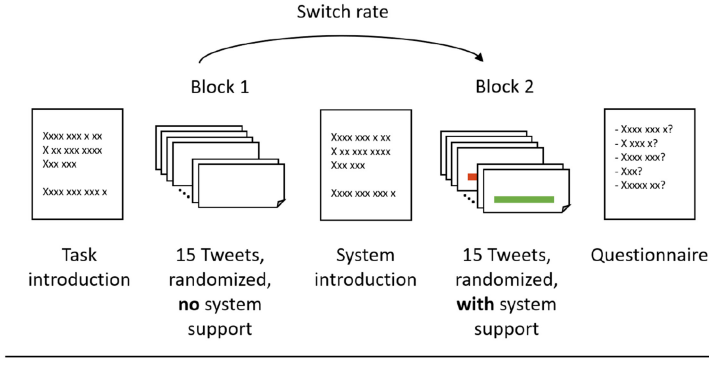 Switch rate
Block 1
Block 2
Xxxx xxx x xx
X xx xxx xxxx
Xxx xxx
Xxxx xxx xxx x
Xxxx xxx x xx
X xx xxx xxxx
Xxx xxx
Xxxx xxx xxx x
- Xxxx xxx x?
- X xxx x?
- Xxxx xxx?
- Xxx?
- Xxxxx xx?
Task
introduction
15 Tweets,
randomized,
no system
support
System
introduction
15 Tweets,
randomized,
with system
support
Questionnaire